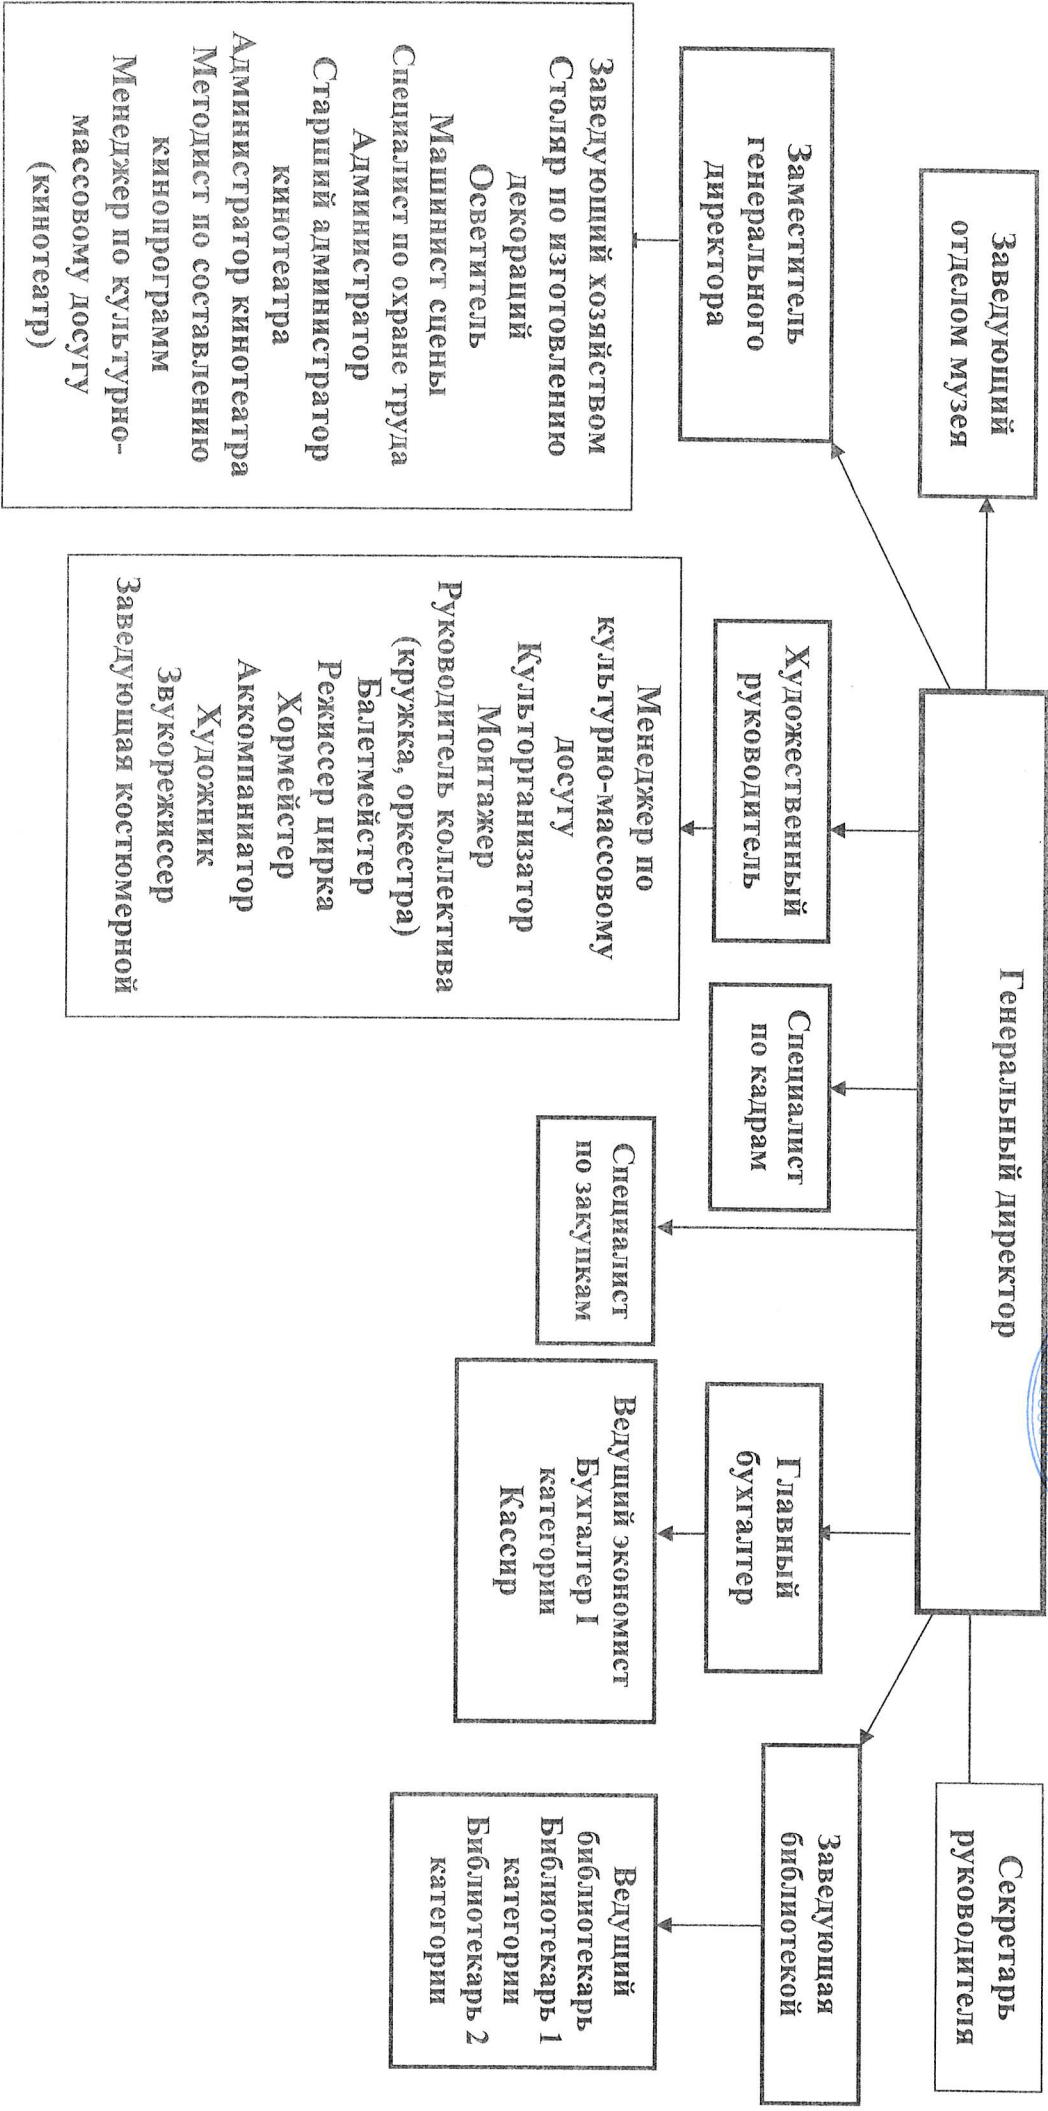 Генеральный директор
Секретарь
руководителя
Заведующий
отделом музея
Заместитель
генерального
директора
Заведующий хозяйством
Столяр по изготовлению
декораций
Осветитель
Машинист сцены
Специалист по охране труда
Администратор
Старший администратор
кинотеатра
Администратор кинотеатра
Методист по составлению
кинопрограмм
Менеджер по культурно-
массовому досугу
(кинотеатр)
Художественный
руководитель
Менеджер по
культурно-массовому
досугу
Культорганизатор
Монтажер
Руководитель коллектива
(кружка, оркестра)
Балетмейстер
Режиссер цирка
Хормейстер
Аккомпаниатор
Художник
Звукорежиссер
Заведующая костюмерной
Специалист
по кадрам
Специалист
по закупкам
Главный
бухгалтер
Ведущий экономист
Бухгалтер I
категории
Кассир
Заведующая
библиотекой
Ведущий
библиотекарь
Библиотекарь 1
категории
Библиотекарь 2
категории